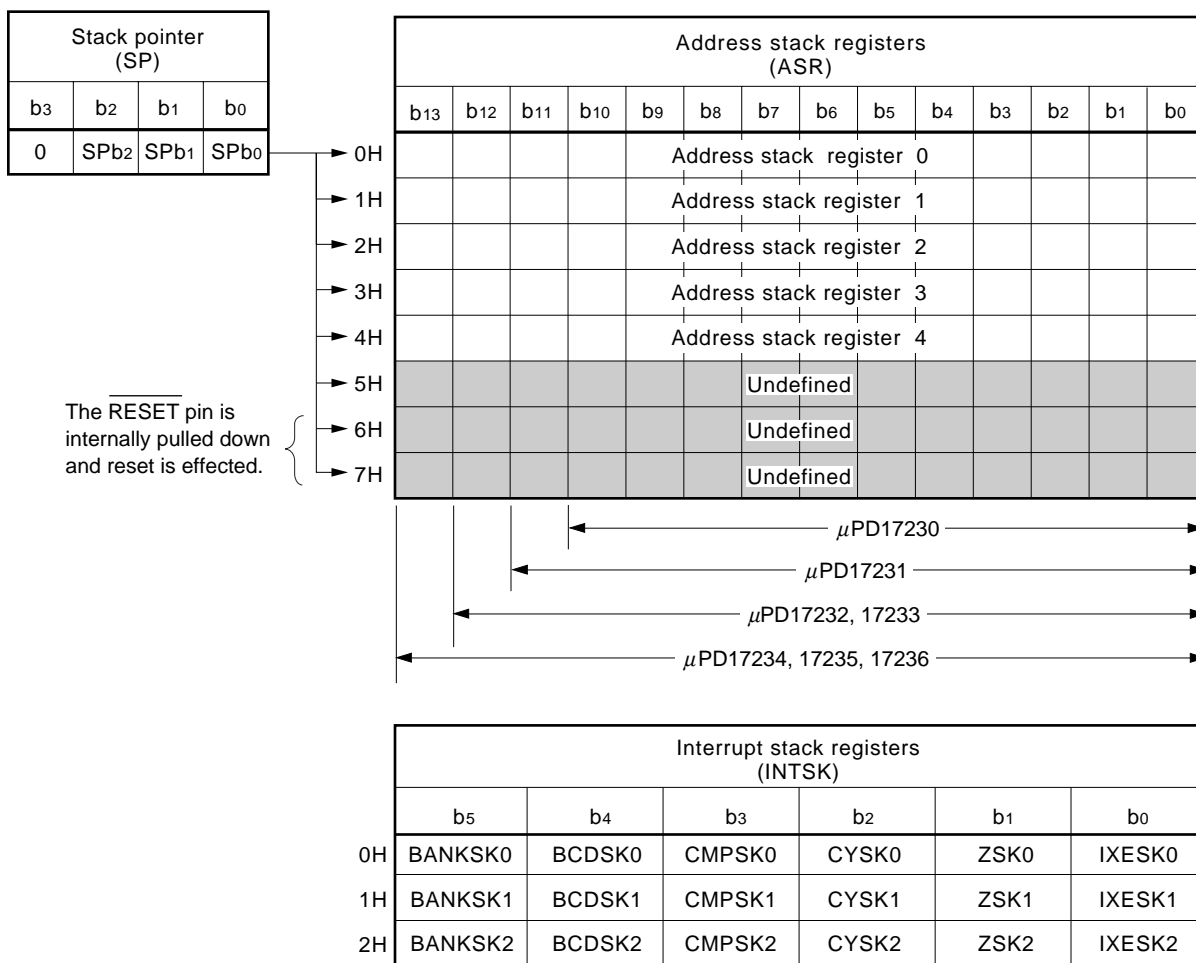 Stack pointer
(SP)
b3 b2 b1 b0
0 SPb2 SPb1 SPb0
Address stack registers
(ASR)
b13 b12 b11 b10 b9 b8 b7 b6 b5 b4 b3 b2 b1 b0
0H Address stack register 0
1H Address stack register 1
2H Address stack register 2
3H Address stack register 3
4H Address stack register 4
5H Undefined
6H Undefined
7H Undefined
The RESET pin is
internally pulled down
and reset is effected.
μPD17230
μPD17231
μPD17232, 17233
μPD17234, 17235, 17236
Interrupt stack registers
(INTSK)
b5 b4 b3 b2 b1 b0
0H BANKSK0 BCDSK0 CMPSK0 CYSK0 ZSK0 IXESK0
1H BANKSK1 BCDSK1 CMPSK1 CYSK1 ZSK1 IXESK1
2H BANKSK2 BCDSK2 CMPSK2 CYSK2 ZSK2 IXESK2